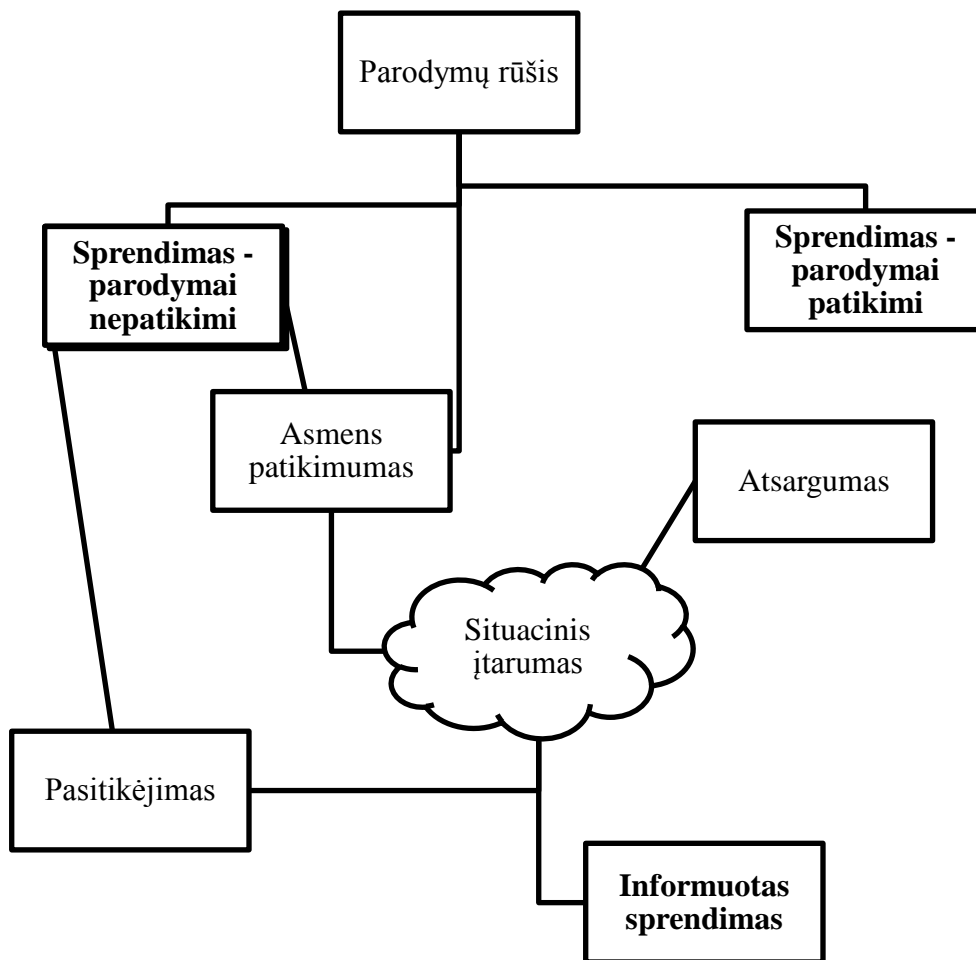 Parodymų rūšis
Sprendimas -
parodymai
nepatikimi
Sprendimas -
parodymai
patikimi
Asmens
patikimumas
Atsargumas
Situacinis
įtarumas
Pasitikėjimas
Informuotas
sprendimas